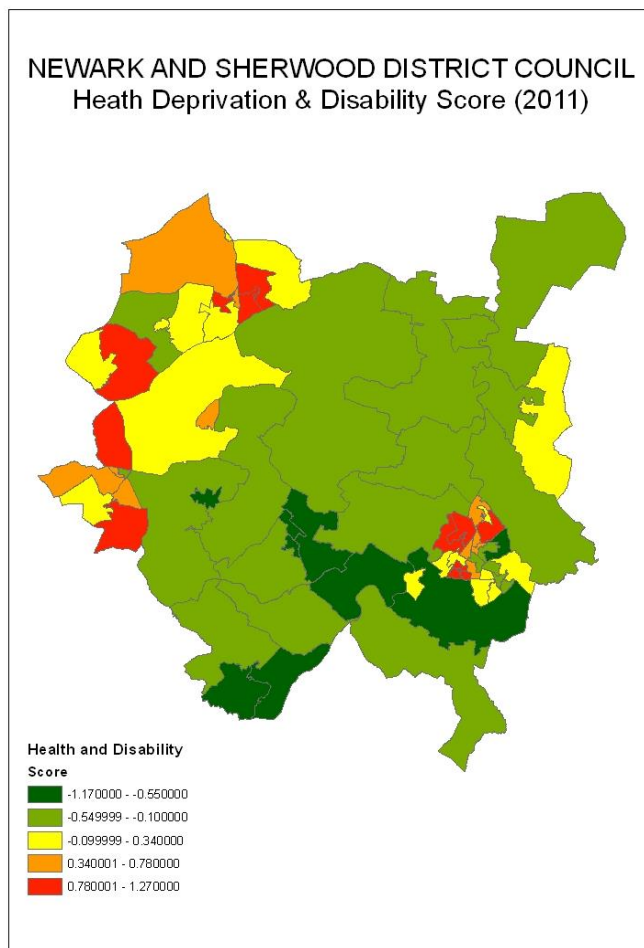 NEWARK AND SHERWOOD DISTRICT COUNCIL
Heath Deprivation & Disability Score (2011)
Health and Disability
Score
-1.170000 - -0.550000
-0.549999 - -0.100000
-0.099999 - 0.340000
0.340001 - 0.780000
0.780001 - 1.270000